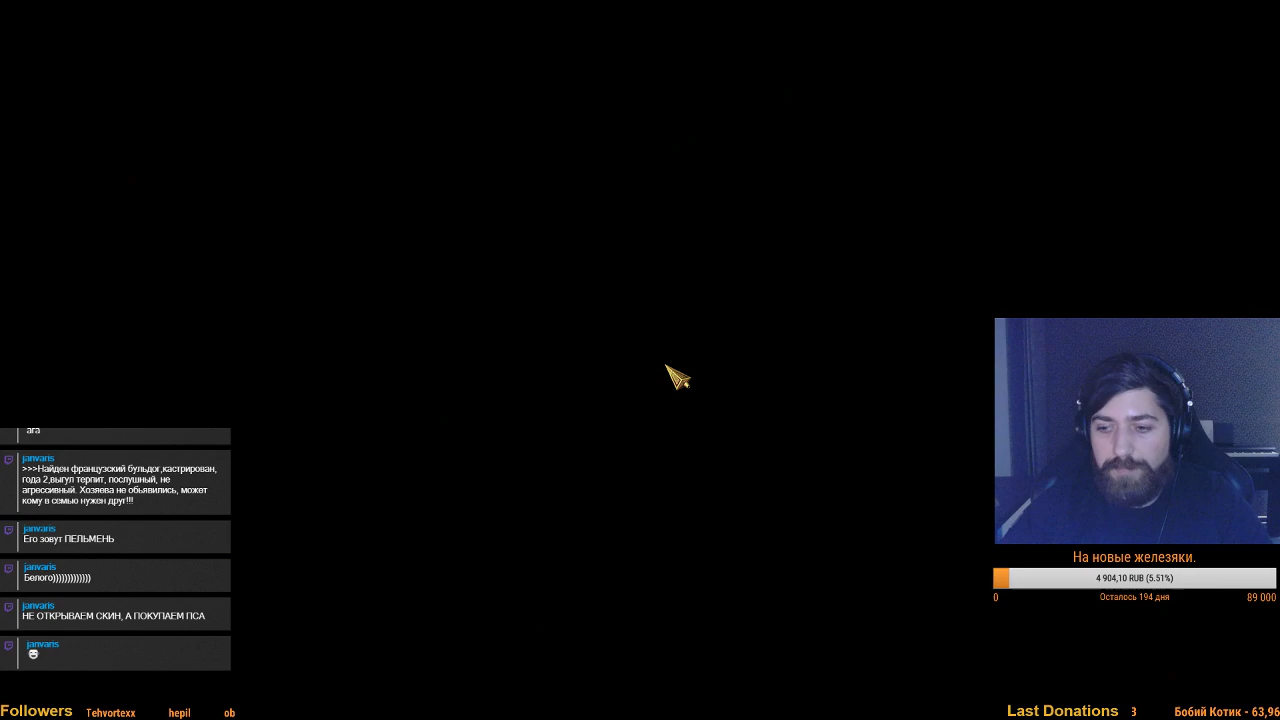 ага
janvaris
>>>Найден французский бульдог,кастрирован,
года 2,выгул терпит, послушный, не
агрессивный. Хозяева не обьявились, может
кому в семью нужен друг!!!
janvaris
Его зовут ПЕЛЬМЕНЬ
janvaris
Белого))))))))))))))
janvaris
НЕ ОТКРЫВАЕМ СКИН, А ПОКУПАЕМ ПСА
janvaris
На новые железяки.
4 904,10 RUB (5.51%)
0 Осталось 194 дня 89 000
Followers Tehvortexx hepil ob
Last Donations 3 Бобий Котик - 63,96